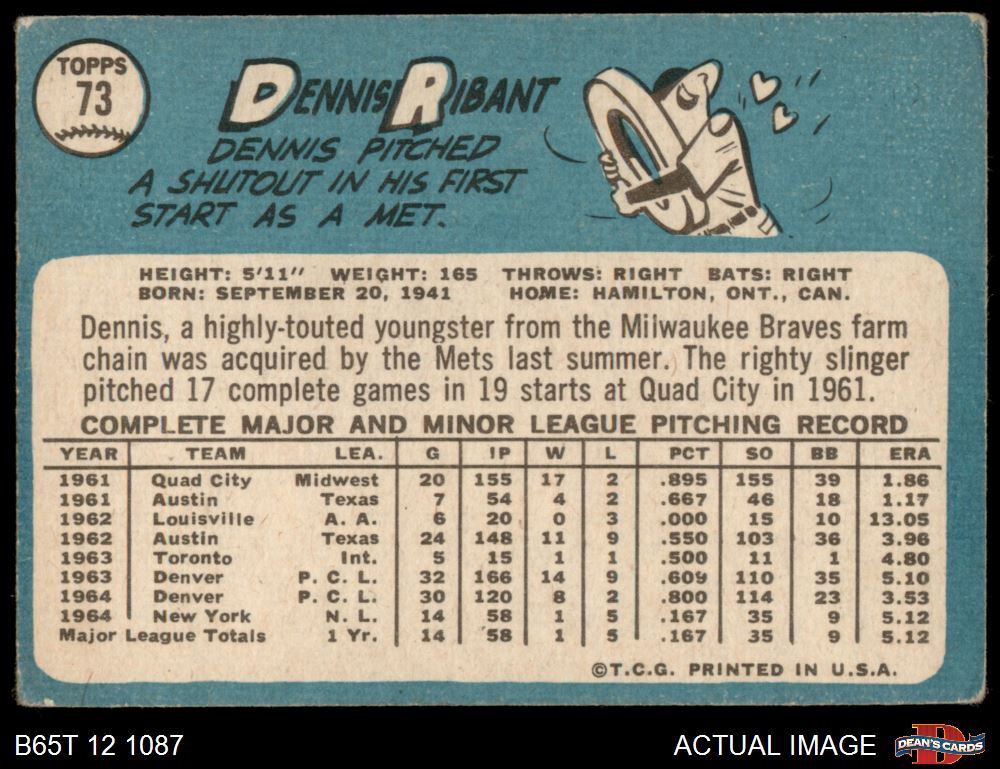 TOPPS
73
DENNIS RIBANT
DENNIS PITCHED
A SHUTOUT IN HIS FIRST
START AS A MET.
HEIGHT: 5'11" WEIGHT: 165 THROWS: RIGHT BATS: RIGHT
BORN: SEPTEMBER 20, 1941 HOME: HAMILTON, ONT., CAN.
Dennis, a highly-touted youngster from the Milwaukee Braves farm
chain was acquired by the Mets last summer. The righty slinger
pitched 17 complete games in 19 starts at Quad City in 1961.
COMPLETE MAJOR AND MINOR LEAGUE PITCHING RECORD
YEAR TEAM LEA. G IP W L PCT SO BB ERA
1961 Quad City Midwest 20 155 17 2 .895 155 39 1.86
1961 Austin Texas 7 54 4 2 .667 46 18 1.17
1962 Louisville A. A. 6 20 0 3 .000 15 10 13.05
1962 Austin Texas 24 148 11 9 .550 103 36 3.96
1963 Toronto Int. 5 15 1 1 .500 11 1 4.80
1963 Denver P. C. L. 32 166 14 9 .609 110 35 5.10
1964 Denver P. C. L. 30 120 8 2 .800 114 23 3.53
1964 New York N. L. 14 58 1 5 .167 35 9 5.12
Major League Totals 1 Yr. 14 58 1 5 .167 35 9 5.12
©T.C.G. PRINTED IN U.S.A.
B65T 12 1087 ACTUAL IMAGE DEAN'S CARDS